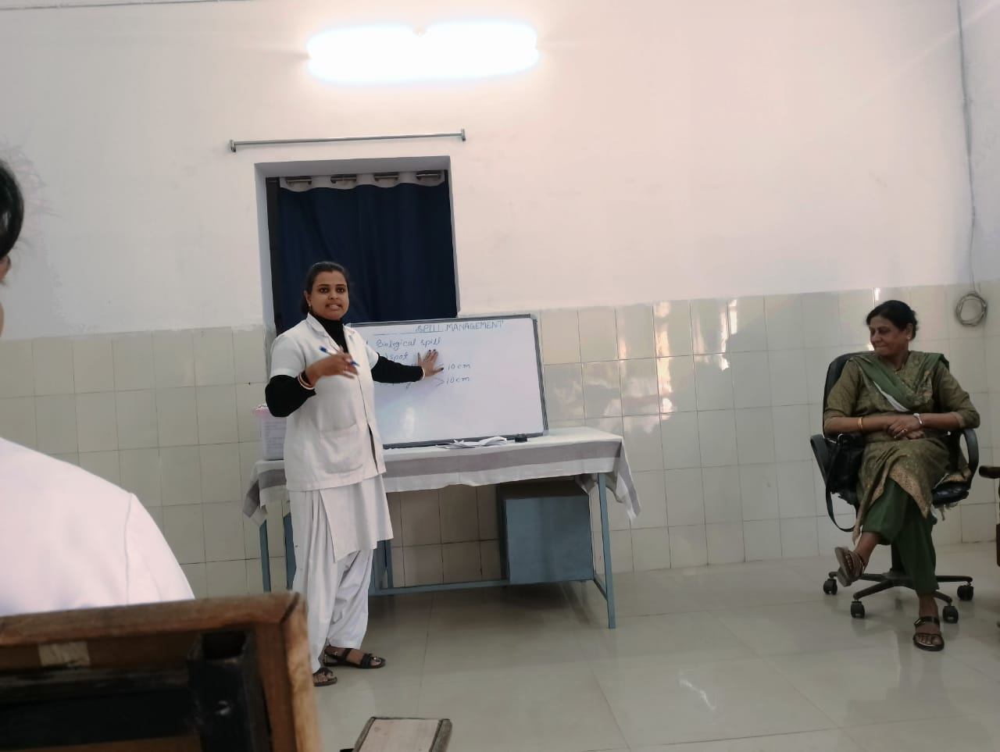 SPILL MANAGEMENT
Biological spill
spot
10 cm
> 10 cm